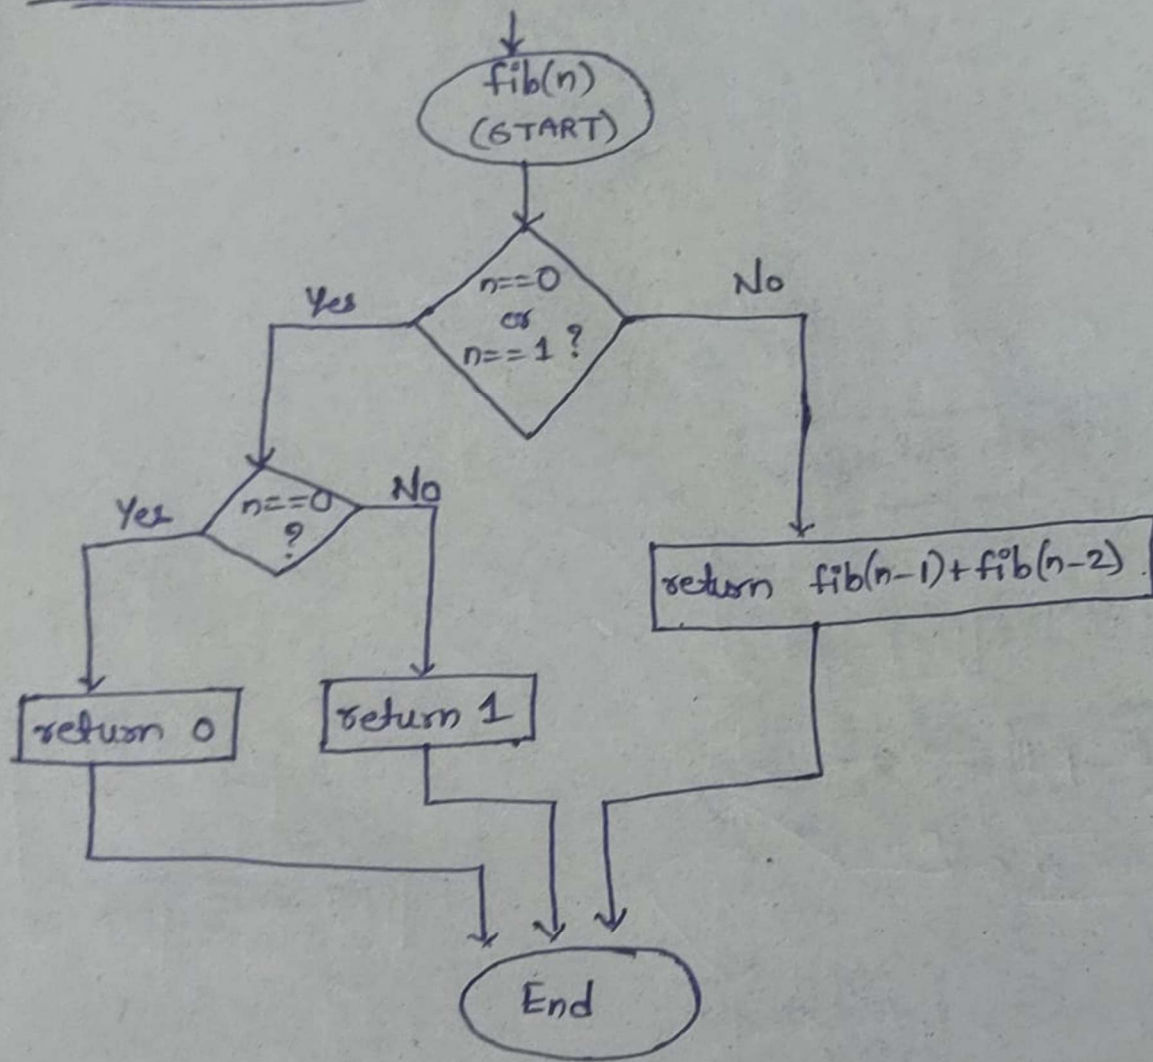 fib(n)
(START)
n==0
or
n==1 ?
Yes
No
n==0
?
Yes
No
return fib(n-1)+fib(n-2).
return 0
return 1
End